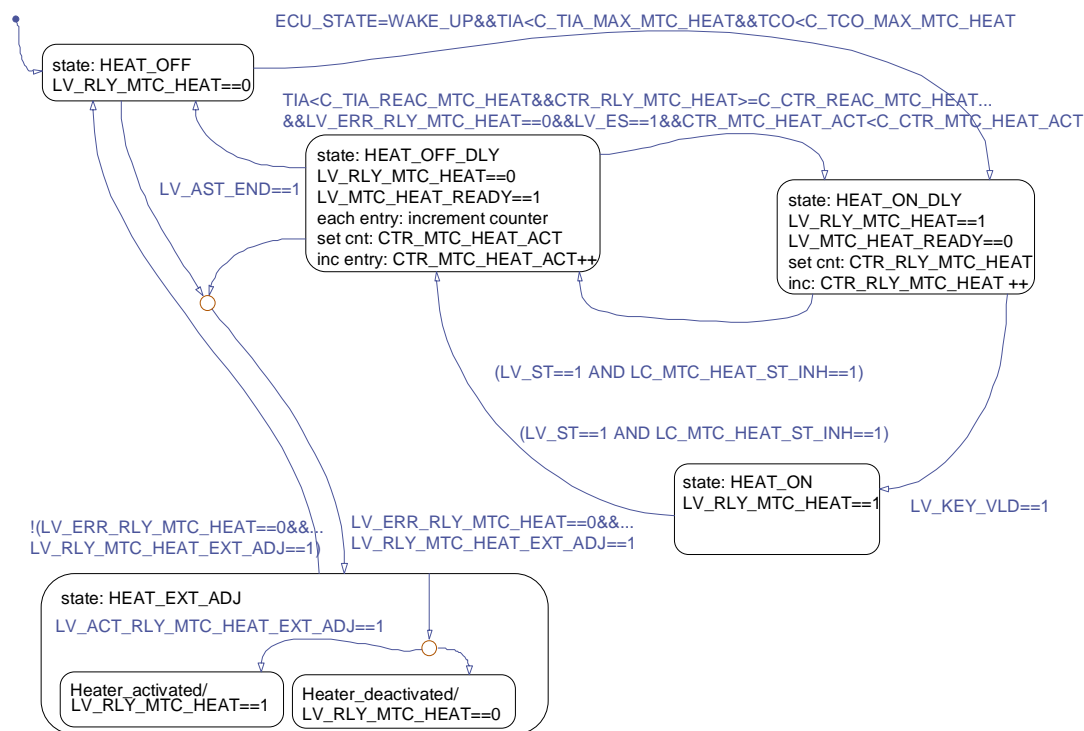 ECU_STATE=WAKE_UP&&TIA<C_TIA_MAX_MTC_HEAT&&TCO<C_TCO_MAX_MTC_HEAT
state: HEAT_OFF
LV_RLY_MTC_HEAT==0
TIA<C_TIA_REAC_MTC_HEAT&&CTR_RLY_MTC_HEAT>=C_CTR_REAC_MTC_HEAT...
&&LV_ERR_RLY_MTC_HEAT==0&&LV_ES==1&&CTR_MTC_HEAT_ACT<C_CTR_MTC_HEAT_ACT
LV_AST_END==1
state: HEAT_OFF_DLY
LV_RLY_MTC_HEAT==0
LV_MTC_HEAT_READY==1
each entry: increment counter
set cnt: CTR_MTC_HEAT_ACT
inc entry: CTR_MTC_HEAT_ACT++
state: HEAT_ON_DLY
LV_RLY_MTC_HEAT==1
LV_MTC_HEAT_READY==0
set cnt: CTR_RLY_MTC_HEAT
inc: CTR_RLY_MTC_HEAT ++
(LV_ST==1 AND LC_MTC_HEAT_ST_INH==1)
(LV_ST==1 AND LC_MTC_HEAT_ST_INH==1)
state: HEAT_ON
LV_RLY_MTC_HEAT==1
LV_KEY_VLD==1
!(LV_ERR_RLY_MTC_HEAT==0&&...
LV_RLY_MTC_HEAT_EXT_ADJ==1)
LV_ERR_RLY_MTC_HEAT==0&&...
LV_RLY_MTC_HEAT_EXT_ADJ==1
state: HEAT_EXT_ADJ
LV_ACT_RLY_MTC_HEAT_EXT_ADJ==1
Heater_activated/
LV_RLY_MTC_HEAT==1
Heater_deactivated/
LV_RLY_MTC_HEAT==0